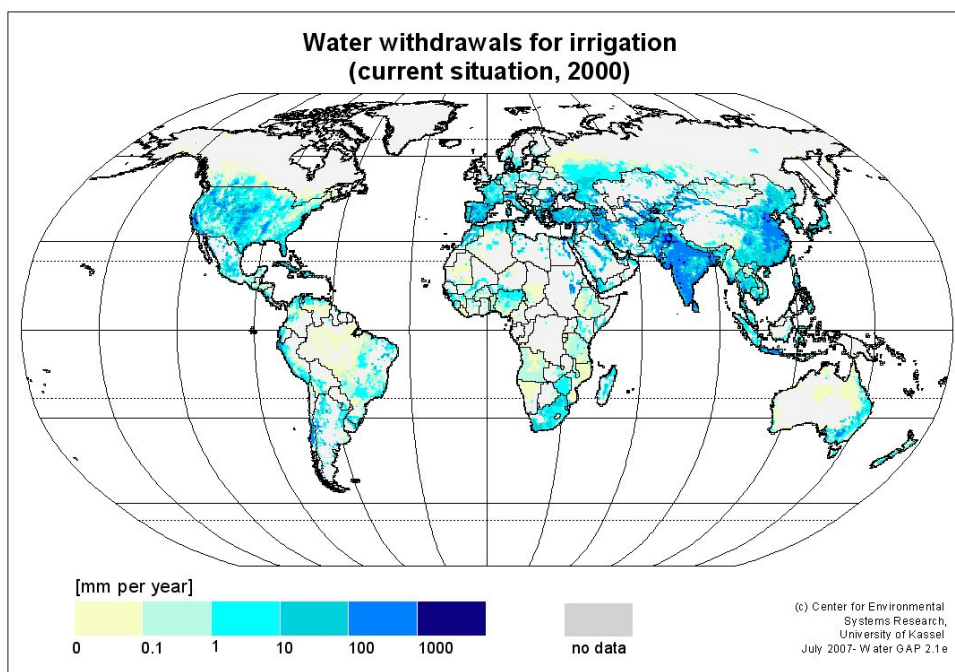 Water withdrawals for irrigation
(current situation, 2000)
[mm per year]
0 0.1 1 10 100 1000
no data
(c) Center for Environmental
Systems Research,
University of Kassel
July 2007- Water GAP 2.1e